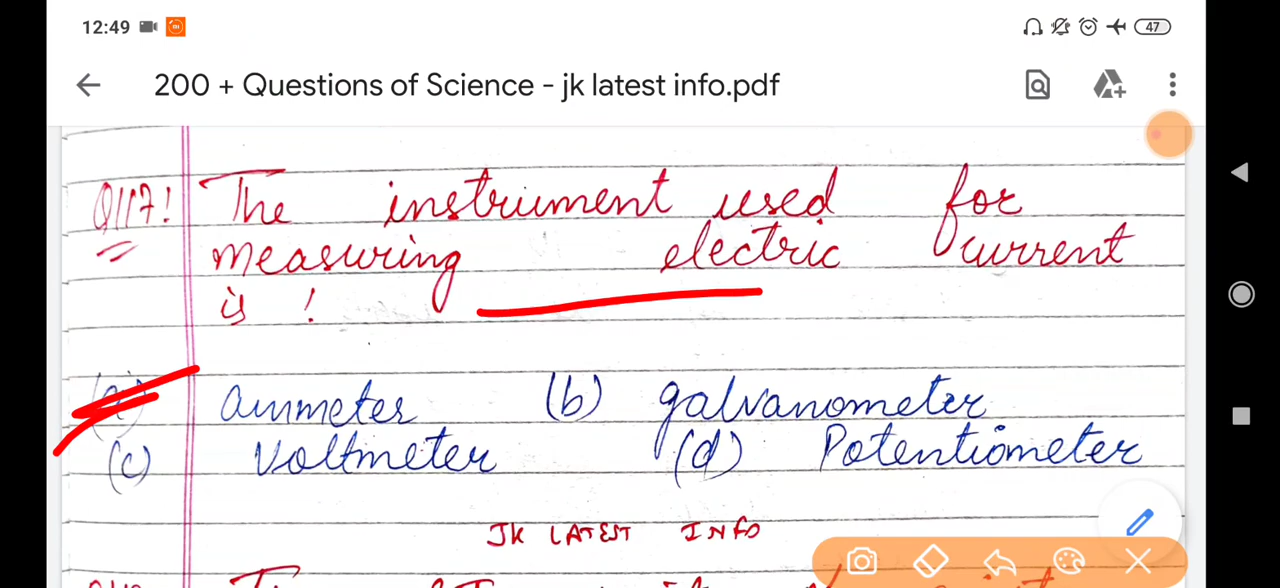 12:49
47
200 + Questions of Science - jk latest info.pdf
Q117! The instrument used for
measuring electric current
is !
(a) ammeter (b) galvanometer
(c) Voltmeter (d) Potentiometer
JK LATEST INFO